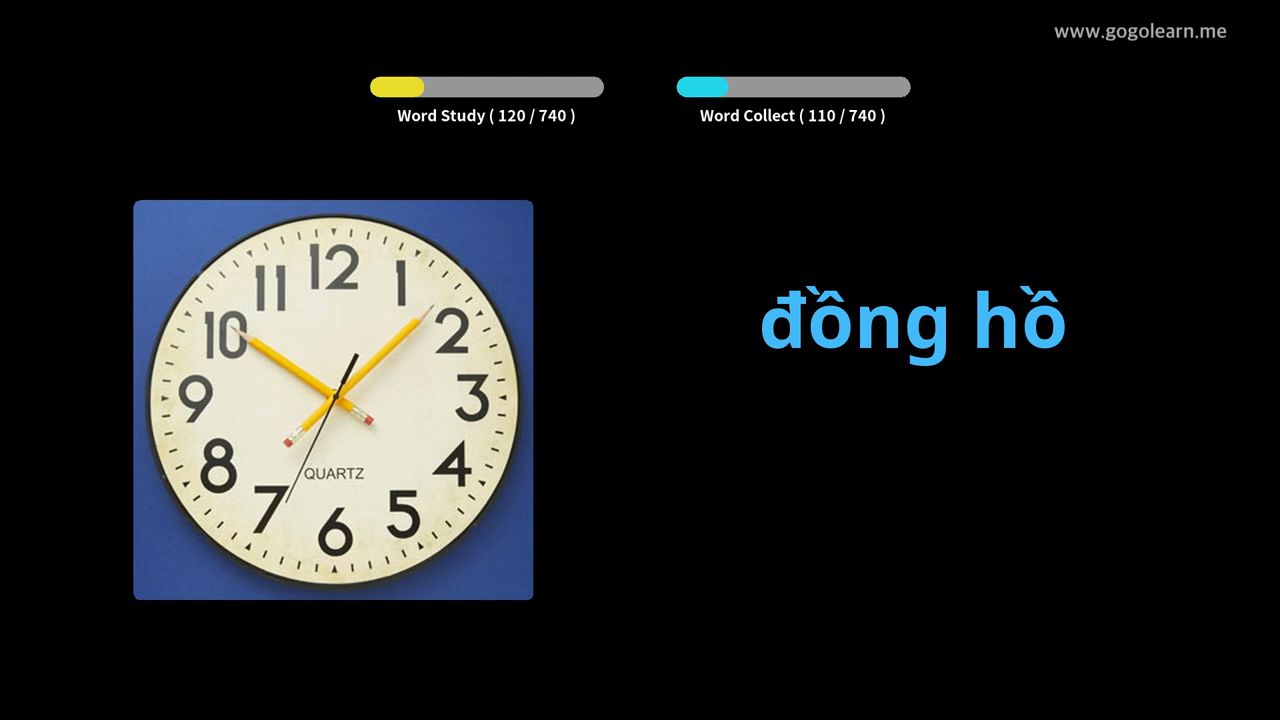 www.gogolearn.me
Word Study ( 120 / 740 )
Word Collect ( 110 / 740 )
12
11
1
10
2
9
3
8
4
QUARTZ
7
5
6
đồng hồ